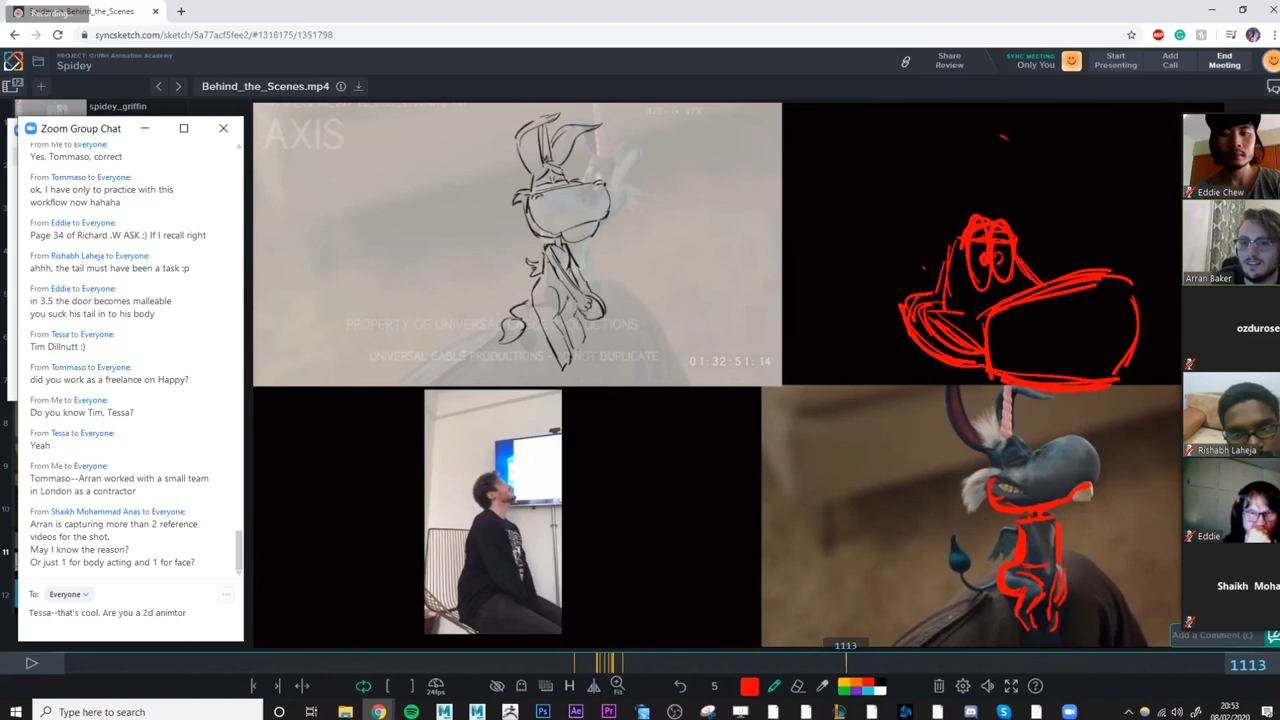 Recording...
Behind_the_Scenes
syncsketch.com/sketch/5a77acf5fee2/#1318175/1351798
PROJECT: Griffin Animation Academy
Spidey
Share Review
SYNC MEETING
Only You
Start Presenting
Add Call
End Meeting
Behind_the_Scenes.mp4
spidey_griffin
Zoom Group Chat
From Me to Everyone:
Yes, Tommaso, correct
From Tommaso to Everyone:
ok, I have only to practice with this
workflow now hahaha
From Eddie to Everyone:
Page 34 of Richard .W ASK ;) If I recall right
From Rishabh Laheja to Everyone:
ahhh, the tail must have been a task :p
From Eddie to Everyone:
in 3.5 the door becomes malleable
you suck his tail in to his body
From Tessa to Everyone:
Tim Dillnutt :)
From Tommaso to Everyone:
did you work as a freelance on Happy?
From Me to Everyone:
Do you know Tim, Tessa?
From Tessa to Everyone:
Yeah
From Me to Everyone:
Tommaso--Arran worked with a small team
in London as a contractor
From Shaikh Mohammad Anas to Everyone:
Arran is capturing more than 2 reference
videos for the shot.
May I know the reason?
Or just 1 for body acting and 1 for face?
To: Everyone
Tessa--that's cool. Are you a 2d animtor
AXIS
PROPERTY OF UNIVERSAL CABLE PRODUCTIONS
UNIVERSAL CABLE PRODUCTIONS - DO NOT DUPLICATE
01:32:51:14
Eddie Chew
Arran Baker
ozdurose
Rishabh Laheja
Eddie
Shaikh Moha
Add a Comment (c)
1113
1113
24fps
Fit
5
Type here to search
20:53
08/02/2020